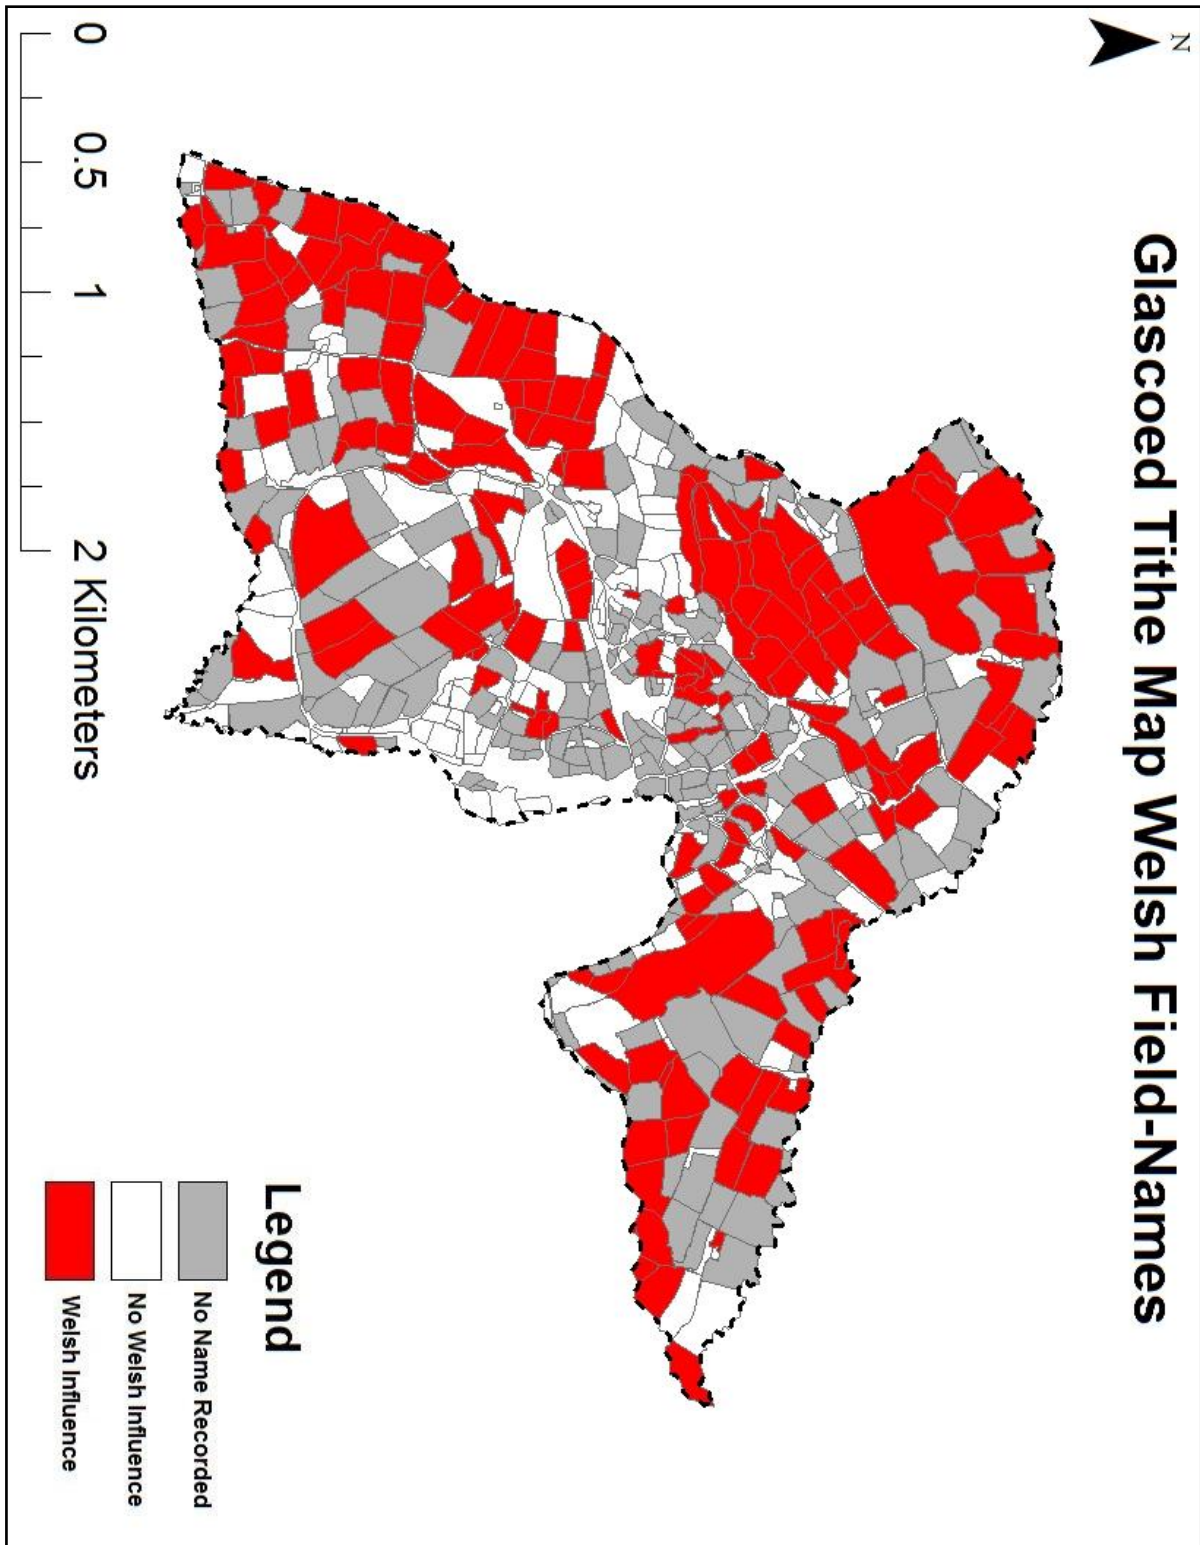 Glascoed Tithe Map Welsh Field-Names
N
Legend
No Name Recorded
No Welsh Influence
Welsh Influence
0 0.5 1 2 Kilometers